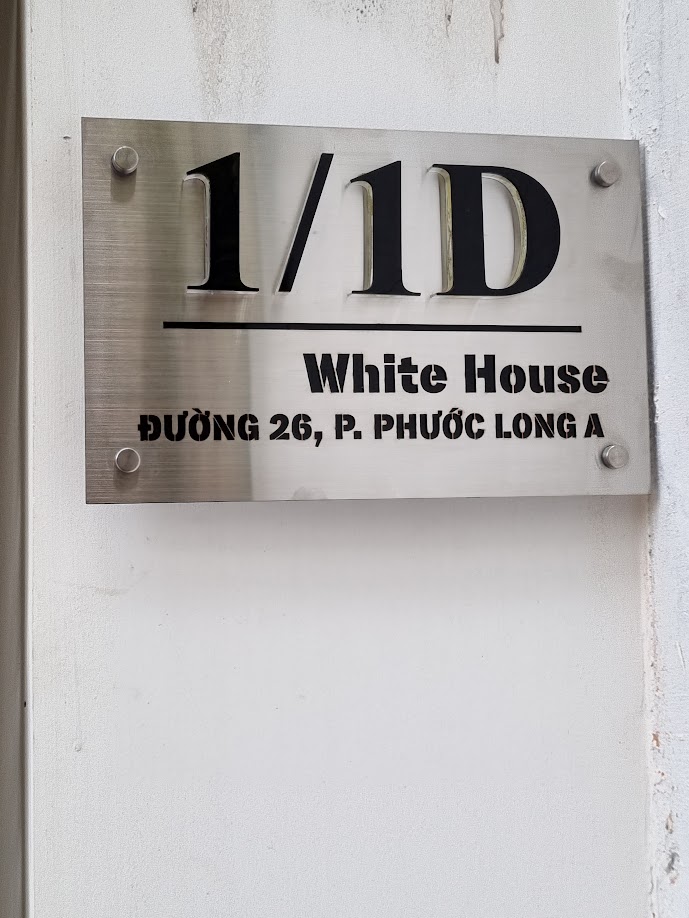 1/1D
White House
ĐƯỜNG 26, P. PHƯỚC LONG A